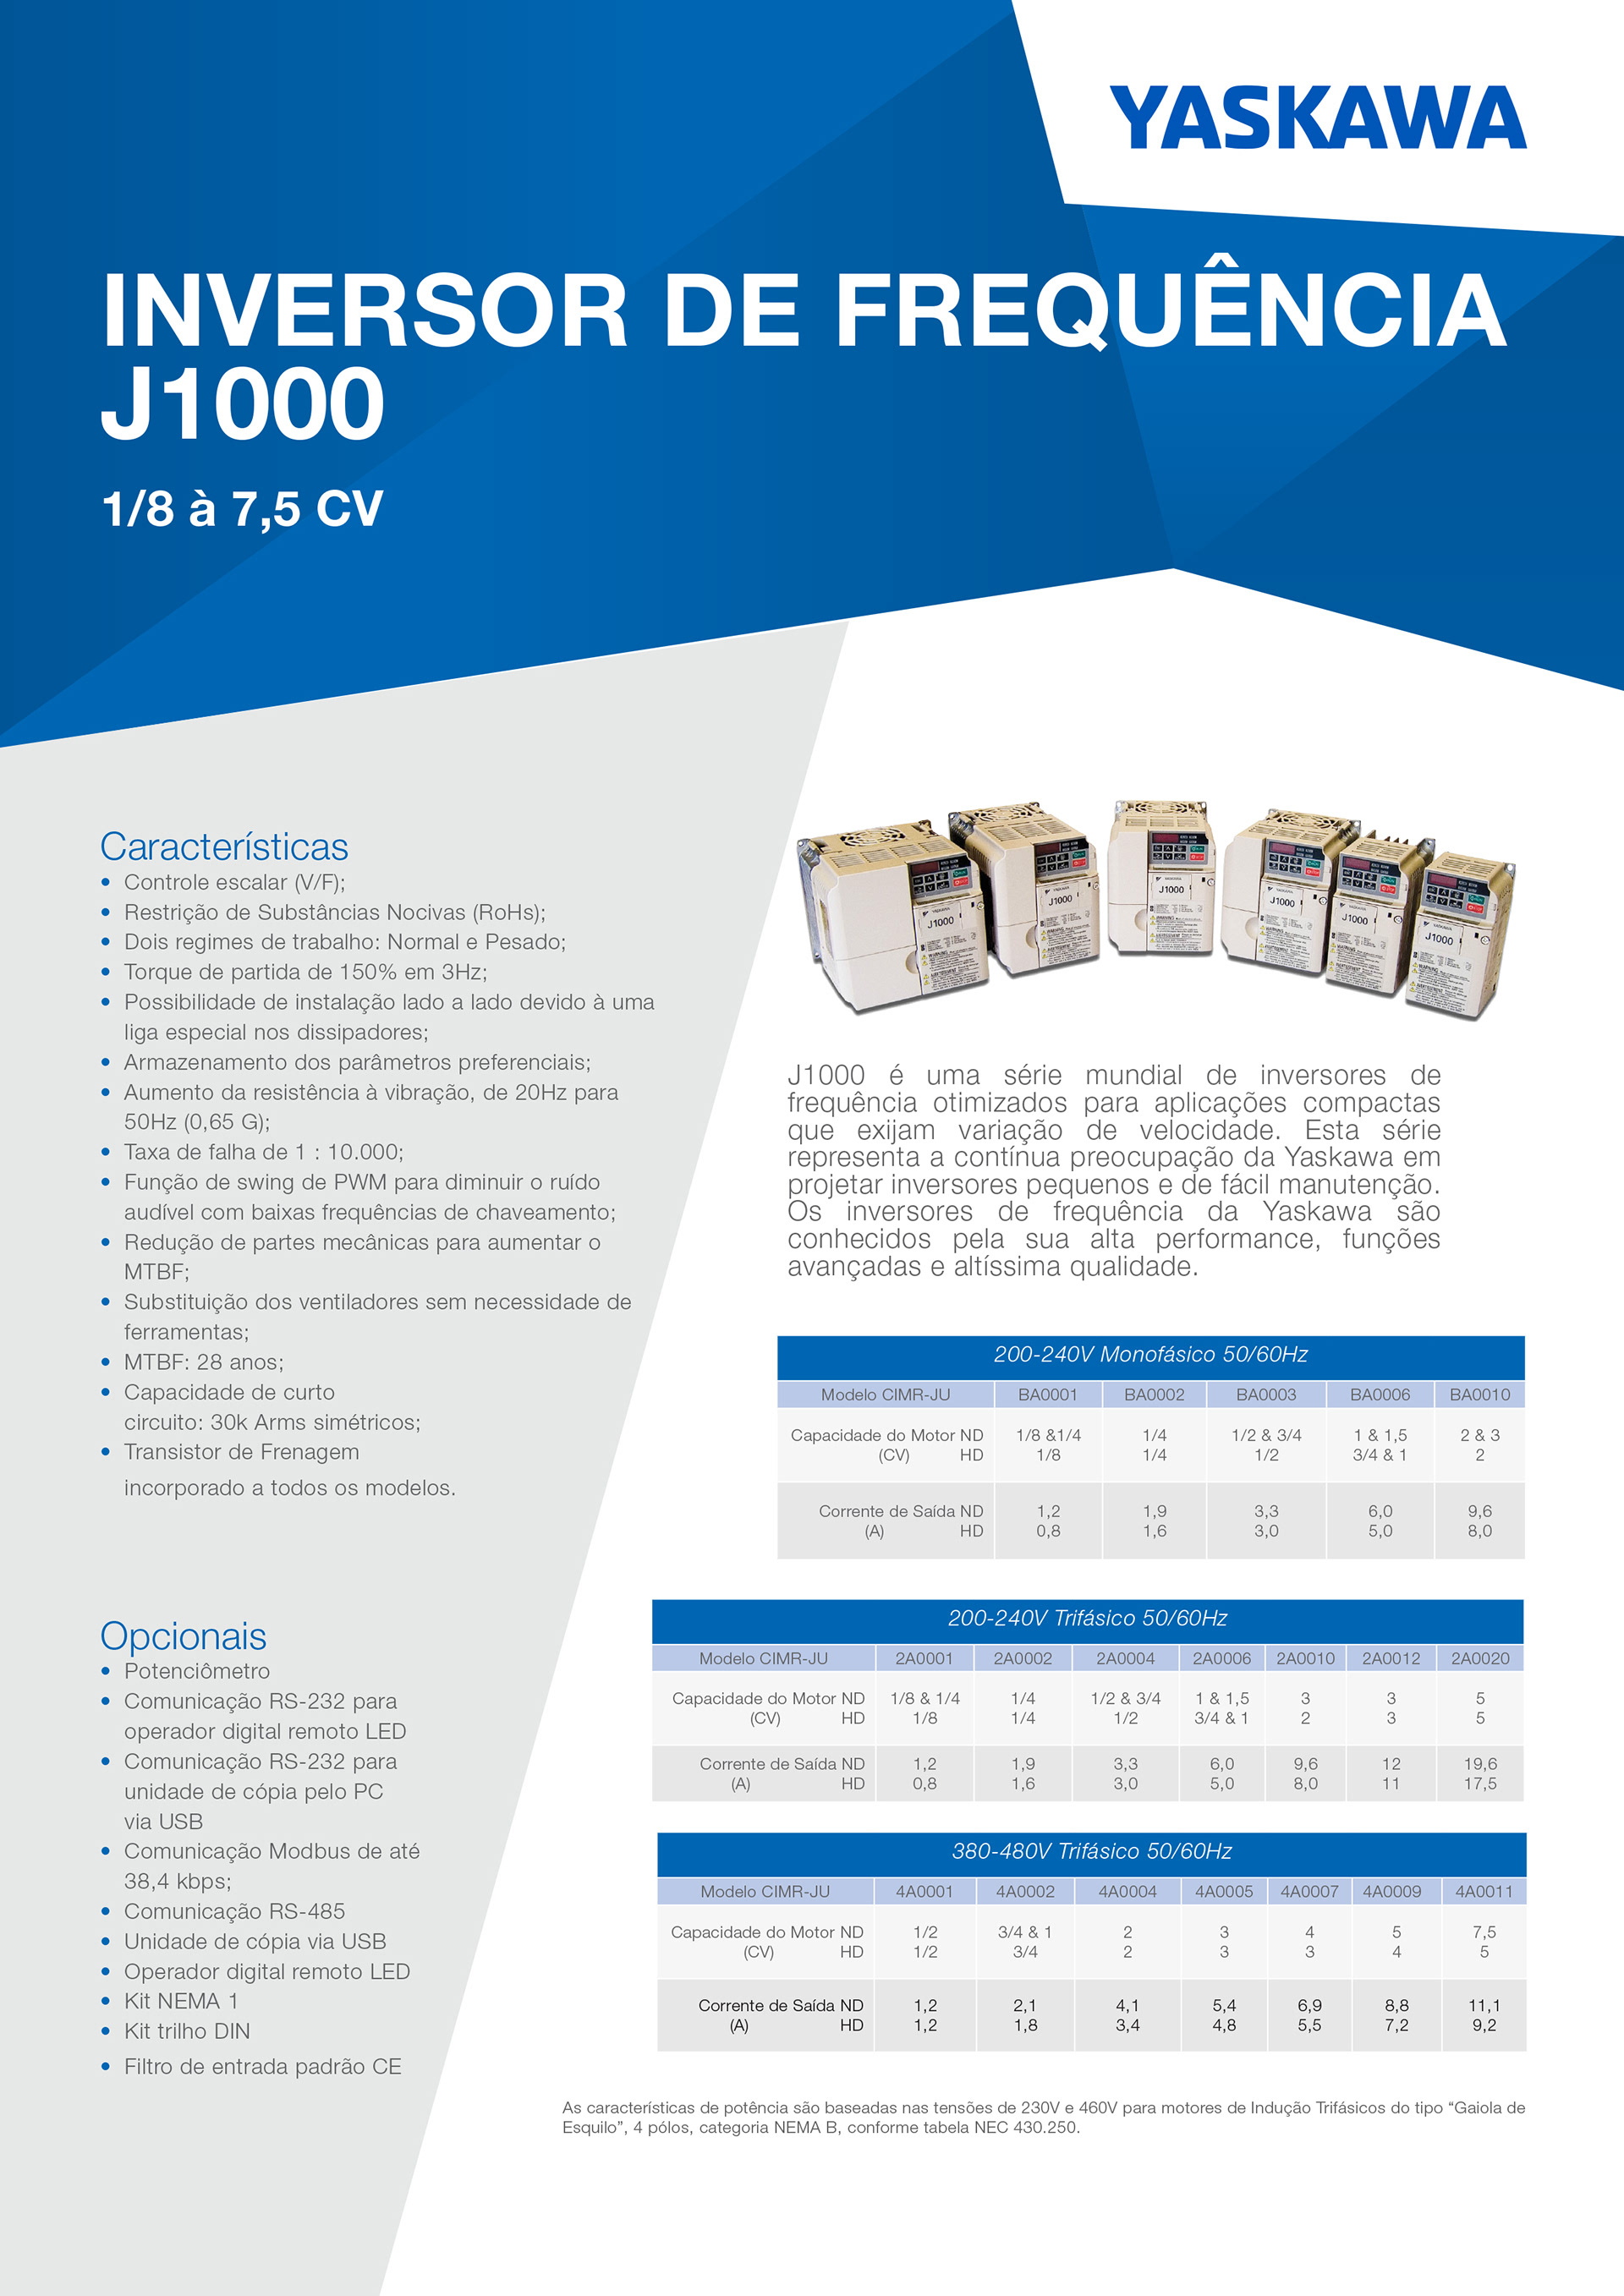 YASKAWA
INVERSOR DE FREQUÊNCIA
J1000
1/8 à 7,5 CV
Características
• Controle escalar (V/F);
• Restrição de Substâncias Nocivas (RoHs);
• Dois regimes de trabalho: Normal e Pesado;
• Torque de partida de 150% em 3Hz;
• Possibilidade de instalação lado a lado devido à uma
liga especial nos dissipadores;
• Armazenamento dos parâmetros preferenciais;
• Aumento da resistência à vibração, de 20Hz para
50Hz (0,65 G);
• Taxa de falha de 1 : 10.000;
• Função de swing de PWM para diminuir o ruído
audível com baixas frequências de chaveamento;
• Redução de partes mecânicas para aumentar o
MTBF;
• Substituição dos ventiladores sem necessidade de
ferramentas;
• MTBF: 28 anos;
• Capacidade de curto
circuito: 30k Arms simétricos;
• Transistor de Frenagem
incorporado a todos os modelos.
Opcionais
• Potenciômetro
• Comunicação RS-232 para
operador digital remoto LED
• Comunicação RS-232 para
unidade de cópia pelo PC
via USB
• Comunicação Modbus de até
38,4 kbps;
• Comunicação RS-485
• Unidade de cópia via USB
• Operador digital remoto LED
• Kit NEMA 1
• Kit trilho DIN
• Filtro de entrada padrão CE
J1000
J1000
J1000
J1000
J1000
J1000
J1000 é uma série mundial de inversores de
frequência otimizados para aplicações compactas
que exijam variação de velocidade. Esta série
representa a contínua preocupação da Yaskawa em
projetar inversores pequenos e de fácil manutenção.
Os inversores de frequência da Yaskawa são
conhecidos pela sua alta performance, funções
avançadas e altíssima qualidade.
200-240V Monofásico 50/60Hz
Modelo CIMR-JU BA0001 BA0002 BA0003 BA0006 BA0010
Capacidade do Motor ND 1/8 &1/4 1/4 1/2 & 3/4 1 & 1,5 2 & 3
(CV) HD 1/8 1/4 1/2 3/4 & 1 2
Corrente de Saída ND 1,2 1,9 3,3 6,0 9,6
(A) HD 0,8 1,6 3,0 5,0 8,0
200-240V Trifásico 50/60Hz
Modelo CIMR-JU 2A0001 2A0002 2A0004 2A0006 2A0010 2A0012 2A0020
Capacidade do Motor ND 1/8 & 1/4 1/4 1/2 & 3/4 1 & 1,5 3 3 5
(CV) HD 1/8 1/4 1/2 3/4 & 1 2 3 5
Corrente de Saída ND 1,2 1,9 3,3 6,0 9,6 12 19,6
(A) HD 0,8 1,6 3,0 5,0 8,0 11 17,5
380-480V Trifásico 50/60Hz
Modelo CIMR-JU 4A0001 4A0002 4A0004 4A0005 4A0007 4A0009 4A0011
Capacidade do Motor ND 1/2 3/4 & 1 2 3 4 5 7,5
(CV) HD 1/2 3/4 2 3 3 4 5
Corrente de Saída ND 1,2 2,1 4,1 5,4 6,9 8,8 11,1
(A) HD 1,2 1,8 3,4 4,8 5,5 7,2 9,2
As características de potência são baseadas nas tensões de 230V e 460V para motores de Indução Trifásicos do tipo “Gaiola de
Esquilo”, 4 pólos, categoria NEMA B, conforme tabela NEC 430.250.